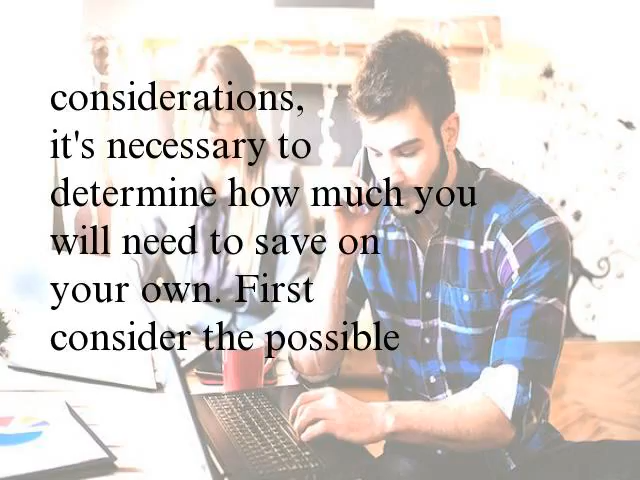 considerations,
it's necessary to
determine how much you
will need to save on
your own. First
consider the possible